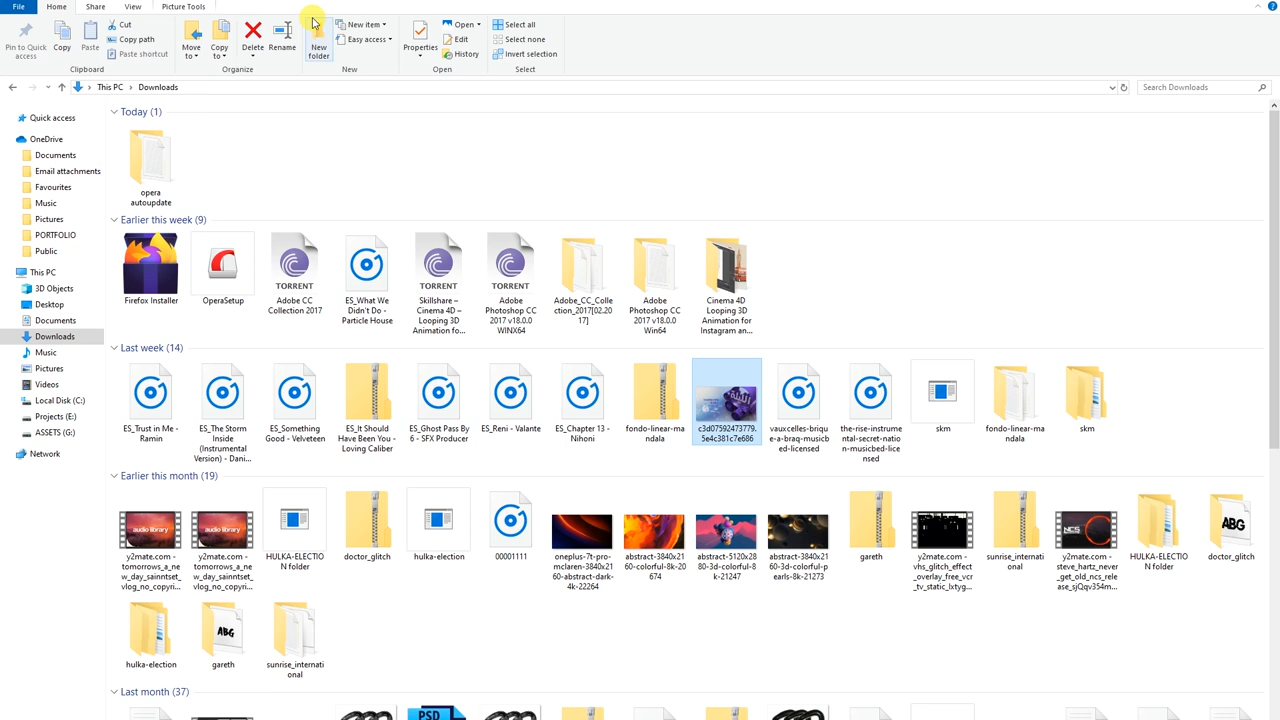 File Home Share View Picture Tools
Pin to Quick access
Copy
Paste
Cut
Copy path
Paste shortcut
Move to
Copy to
Delete
Rename
New folder
New item
Easy access
Properties
Open
Edit
History
Select all
Select none
Invert selection
Clipboard Organize New Open Select
This PC > Downloads
Search Downloads
Quick access
OneDrive
Documents
Email attachments
Favourites
Music
Pictures
PORTFOLIO
Public
This PC
3D Objects
Desktop
Documents
Downloads
Music
Pictures
Videos
Local Disk (C:)
Projects (E:)
ASSETS (G:)
Network
Today (1)
opera
autoupdate
Earlier this week (9)
Firefox Installer
OperaSetup
TORRENT
Adobe CC
Collection 2017
ES_What We
Didn't Do -
Particle House
TORRENT
Skillshare –
Cinema 4D –
Looping 3D
Animation fo...
TORRENT
Adobe
Photoshop CC
2017 v18.0.0
WINX64
Adobe_CC_Colle
ction_2017[02.20
17]
Adobe
Photoshop CC
2017 v18.0.0
Win64
Cinema 4D
Looping 3D
Animation for
Instagram an...
Last week (14)
ES_Trust in Me -
Ramin
ES_The Storm
Inside
(Instrumental
Version) - Dani...
ES_Something
Good - Velveteen
ES_It Should
Have Been You -
Loving Caliber
ES_Ghost Pass By
6 - SFX Producer
ES_Reni - Valante
ES_Chapter 13 -
Nihoni
fondo-linear-ma
ndala
c3d07592473779.
5e4c381c7e686
vauxcelles-briqu
e-a-braq-musicb
ed-licensed
the-rise-instrume
ntal-secret-natio
n-musicbed-lice
nsed
skm
fondo-linear-ma
ndala
skm
Earlier this month (19)
audio library
y2mate.com -
tomorrows_a_ne
w_day_sainntset_
vlog_no_copyri...
audio library
y2mate.com -
tomorrows_a_ne
w_day_sainntset_
vlog_no_copyri...
HULKA-ELECTIO
N folder
doctor_glitch
hulka-election
00001111
oneplus-7t-pro-
mclaren-3840x21
60-abstract-dark-
4k-22264
abstract-3840x21
60-colorful-8k-20
674
abstract-5120x28
80-3d-colorful-8
k-21247
abstract-3840x21
60-3d-colorful-p
earls-8k-21273
gareth
y2mate.com -
vhs_glitch_effect
_overlay_free_vcr
_tv_static_lxtyg...
sunrise_internati
onal
NCS
y2mate.com -
steve_hartz_never
_get_old_ncs_rele
ase_sjQqv354m...
HULKA-ELECTIO
N folder
ABG
doctor_glitch
hulka-election
ABG
gareth
sunrise_internati
onal
Last month (37)
PSD